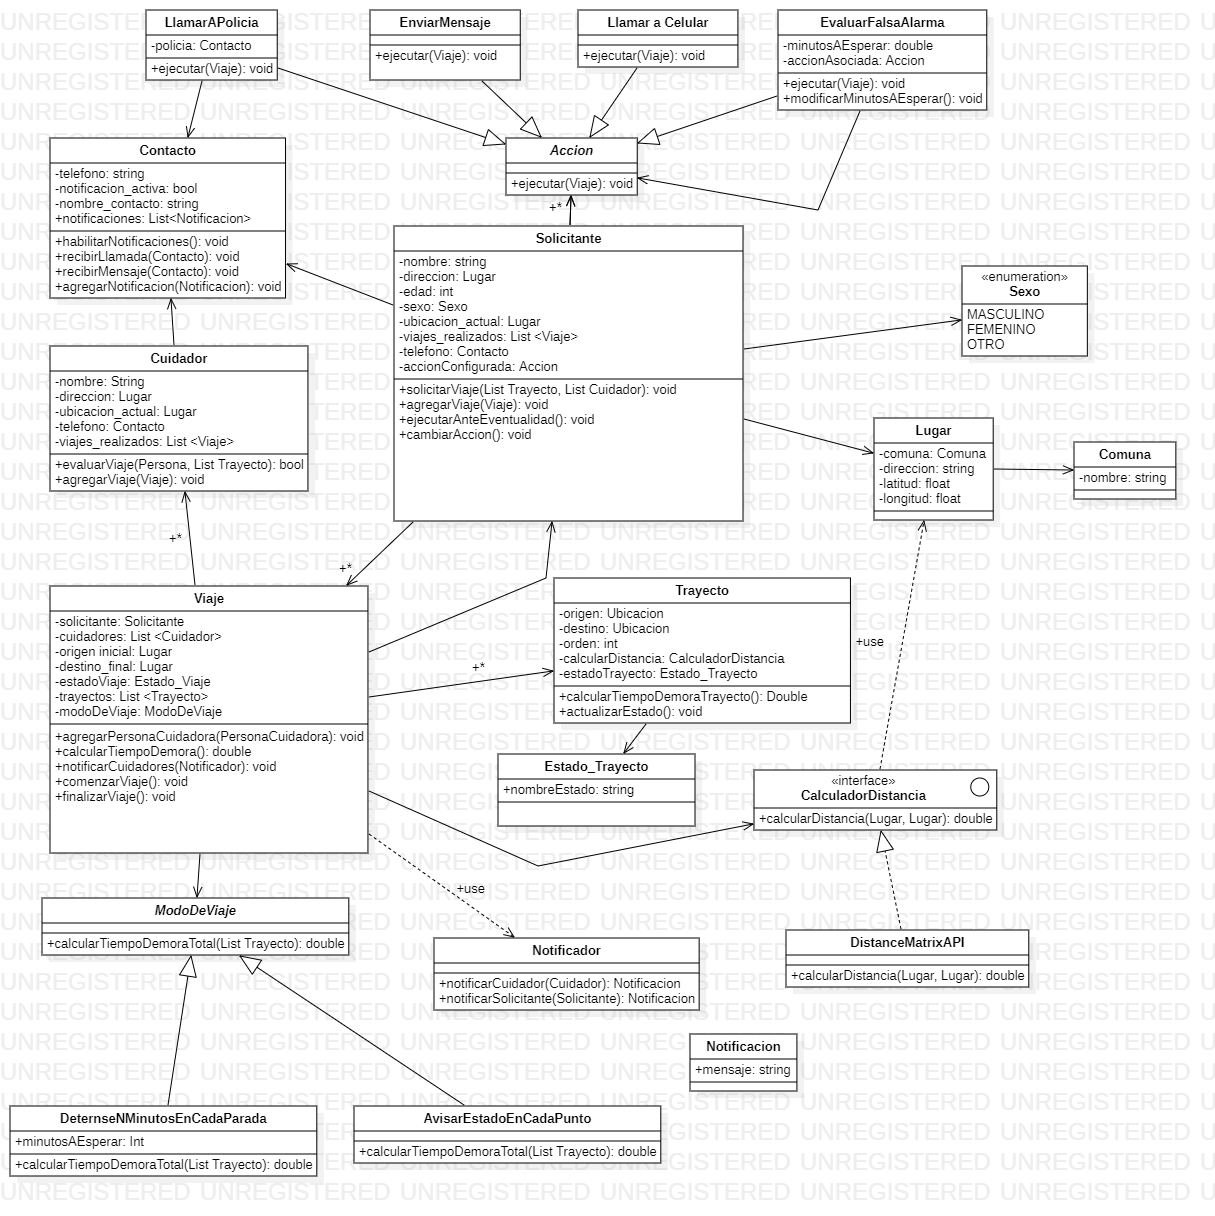 LlamarAPolicia
-policia: Contacto
+ejecutar(Viaje): void
EnviarMensaje
+ejecutar(Viaje): void
Llamar a Celular
+ejecutar(Viaje): void
EvaluarFalsaAlarma
-minutosAEsperar: double
-accionAsociada: Accion
+ejecutar(Viaje): void
+modificarMinutosAEsperar(): void
Contacto
-telefono: string
-notificacion_activa: bool
-nombre_contacto: string
+notificaciones: List<Notificacion>
+habilitarNotificaciones(): void
+recibirLlamada(Contacto): void
+recibirMensaje(Contacto): void
+agregarNotificacion(Notificacion): void
Accion
+ejecutar(Viaje): void
+*
Solicitante
-nombre: string
-direccion: Lugar
-edad: int
-sexo: Sexo
-ubicacion_actual: Lugar
-viajes_realizados: List <Viaje>
-telefono: Contacto
-accionConfigurada: Accion
+solicitarViaje(List Trayecto, List Cuidador): void
+agregarViaje(Viaje): void
+ejecutarAnteEventualidad(): void
+cambiarAccion(): void
«enumeration»
Sexo
MASCULINO
FEMENINO
OTRO
Cuidador
-nombre: String
-direccion: Lugar
-ubicacion_actual: Lugar
-telefono: Contacto
-viajes_realizados: List <Viaje>
+evaluarViaje(Persona, List Trayecto): bool
+agregarViaje(Viaje): void
Lugar
-comuna: Comuna
-direccion: string
-latitud: float
-longitud: float
Comuna
-nombre: string
+*
+*
Viaje
-solicitante: Solicitante
-cuidadores: List <Cuidador>
-origen inicial: Lugar
-destino_final: Lugar
-estadoViaje: Estado_Viaje
-trayectos: List <Trayecto>
-modoDeViaje: ModoDeViaje
+agregarPersonaCuidadora(PersonaCuidadora): void
+calcularTiempoDemora(): double
+notificarCuidadores(Notificador): void
+comenzarViaje(): void
+finalizarViaje(): void
+*
Trayecto
-origen: Ubicacion
-destino: Ubicacion
-orden: int
-calcularDistancia: CalculadorDistancia
-estadoTrayecto: Estado_Trayecto
+calcularTiempoDemoraTrayecto(): Double
+actualizarEstado(): void
+use
Estado_Trayecto
+nombreEstado: string
«interface»
CalculadorDistancia
+calcularDistancia(Lugar, Lugar): double
+use
ModoDeViaje
+calcularTiempoDemoraTotal(List Trayecto): double
Notificador
+notificarCuidador(Cuidador): Notificacion
+notificarSolicitante(Solicitante): Notificacion
DistanceMatrixAPI
+calcularDistancia(Lugar, Lugar): double
Notificacion
+mensaje: string
DeternseNMinutosEnCadaParada
+minutosAEsperar: Int
+calcularTiempoDemoraTotal(List Trayecto): double
AvisarEstadoEnCadaPunto
+calcularTiempoDemoraTotal(List Trayecto): double